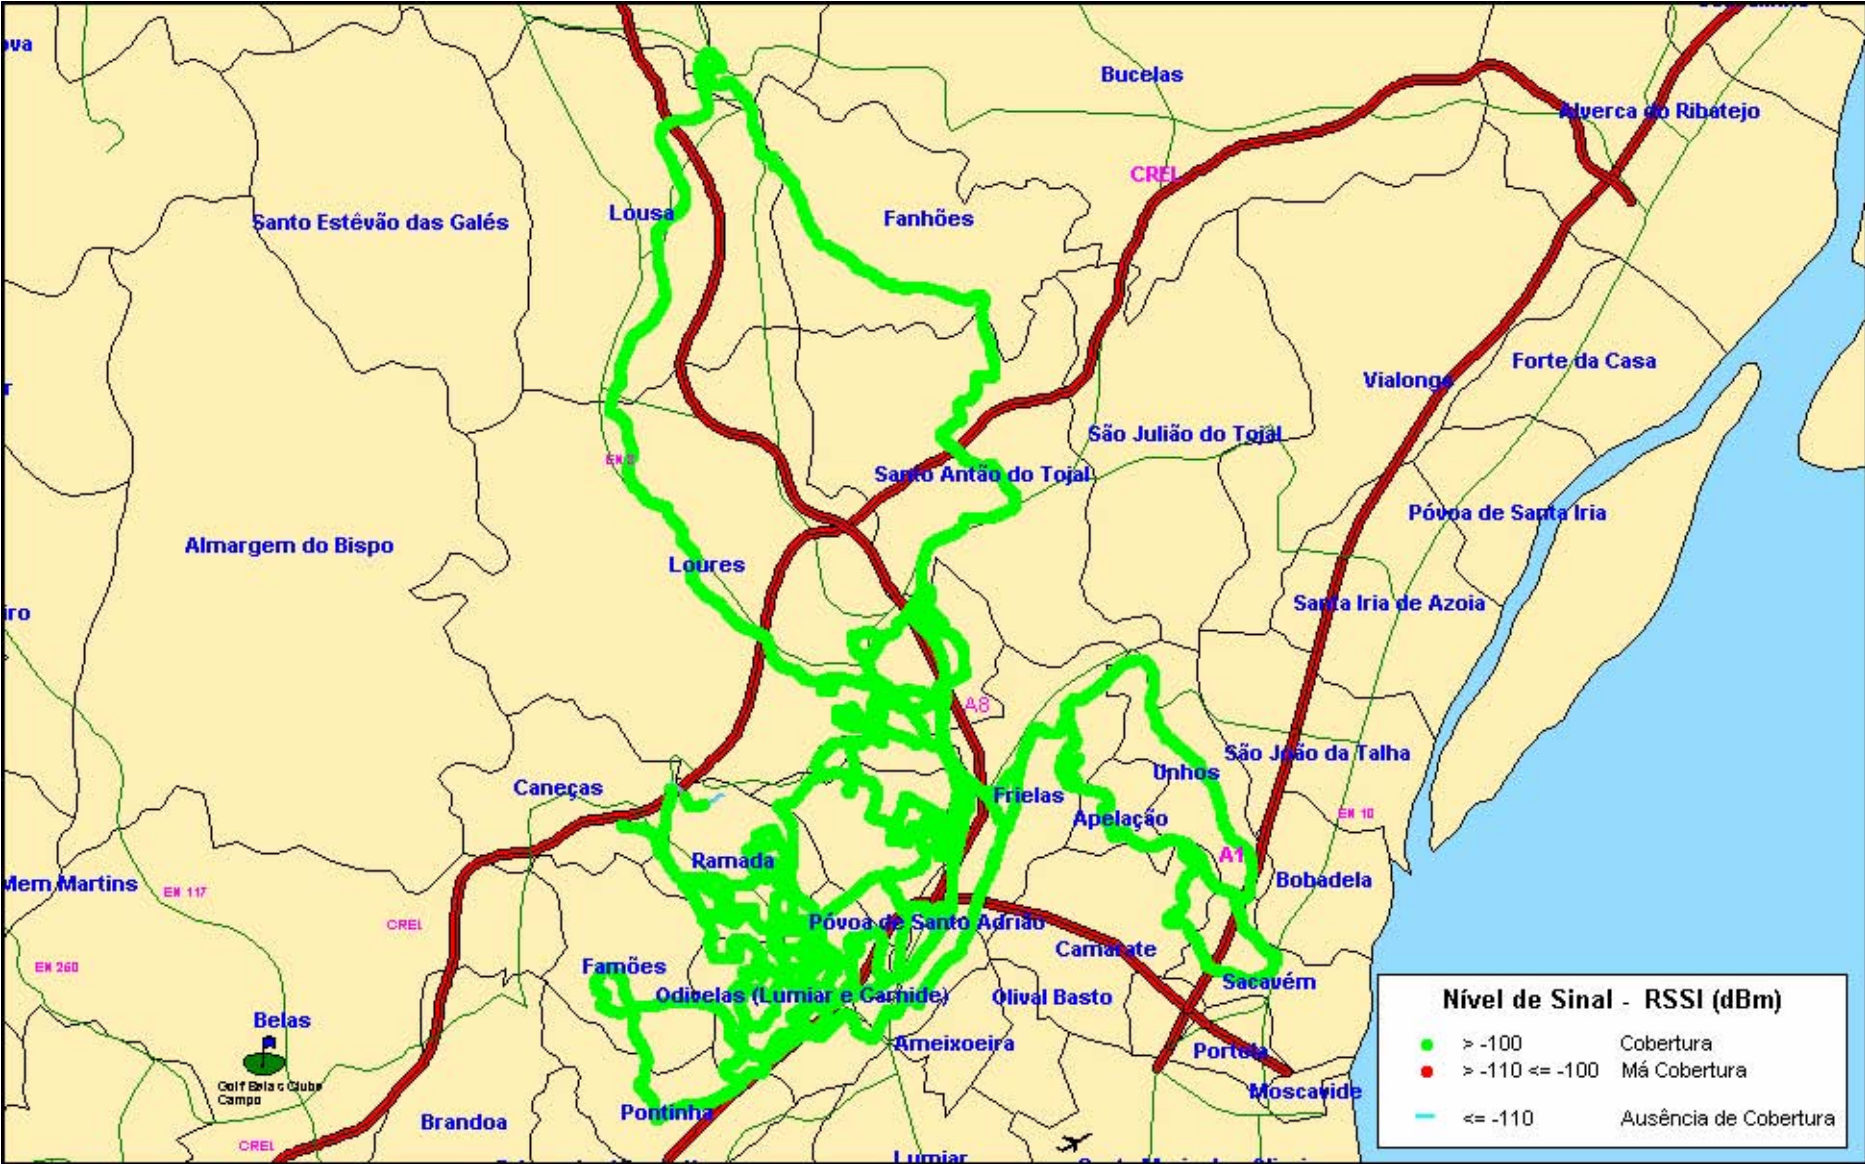 Bucelas
Alverca do Ribatejo
CREL
Santo Estêvão das Galés
Lousa
Fanhões
Forte da Casa
Vialonga
São Julião do Tojal
EN 8
Santo Antão do Tojal
Póvoa de Santa Iria
Almargem do Bispo
Loures
Santa Iria de Azoia
iro
A8
São João da Talha
Unhos
Caneças
Frielas
Apelação
EN 10
Ramada
A1
Bobadela
Mem Martins
EN 117
CREL
Póvoa de Santo Adrião
Camarate
EN 250
Famões
Sacavém
Odivelas (Lumiar e Carnide)
Olival Basto
Belas
Ameixoeira
Portela
Golf Belas Clube
Campo
Moscavide
Pontinha
Brandoa
CREL
Lumiar
Nível de Sinal - RSSI (dBm)
> -100 Cobertura
> -110 <= -100 Má Cobertura
<= -110 Ausência de Cobertura